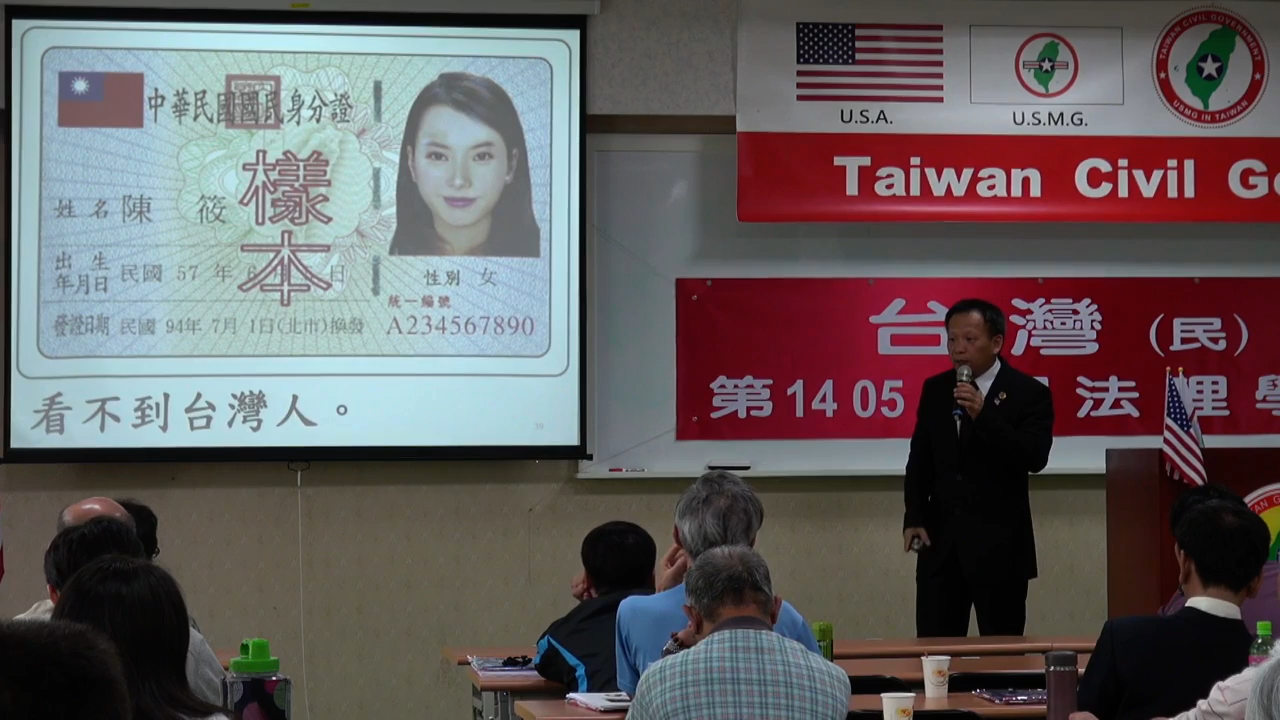 中華民國國民身分證
樣本
姓名 陳 筱
出生年月日 民國 57 年 6 日
性別 女
統一編號
A234567890
發證日期 民國 94年 7月 1日(北市)換發
看不到台灣人。
39
U.S.A.
U.S.M.G.
TAIWAN CIVIL GOVERNMENT
USMG IN TAIWAN
Taiwan Civil
台灣(民)
第 14 05 法 理 學